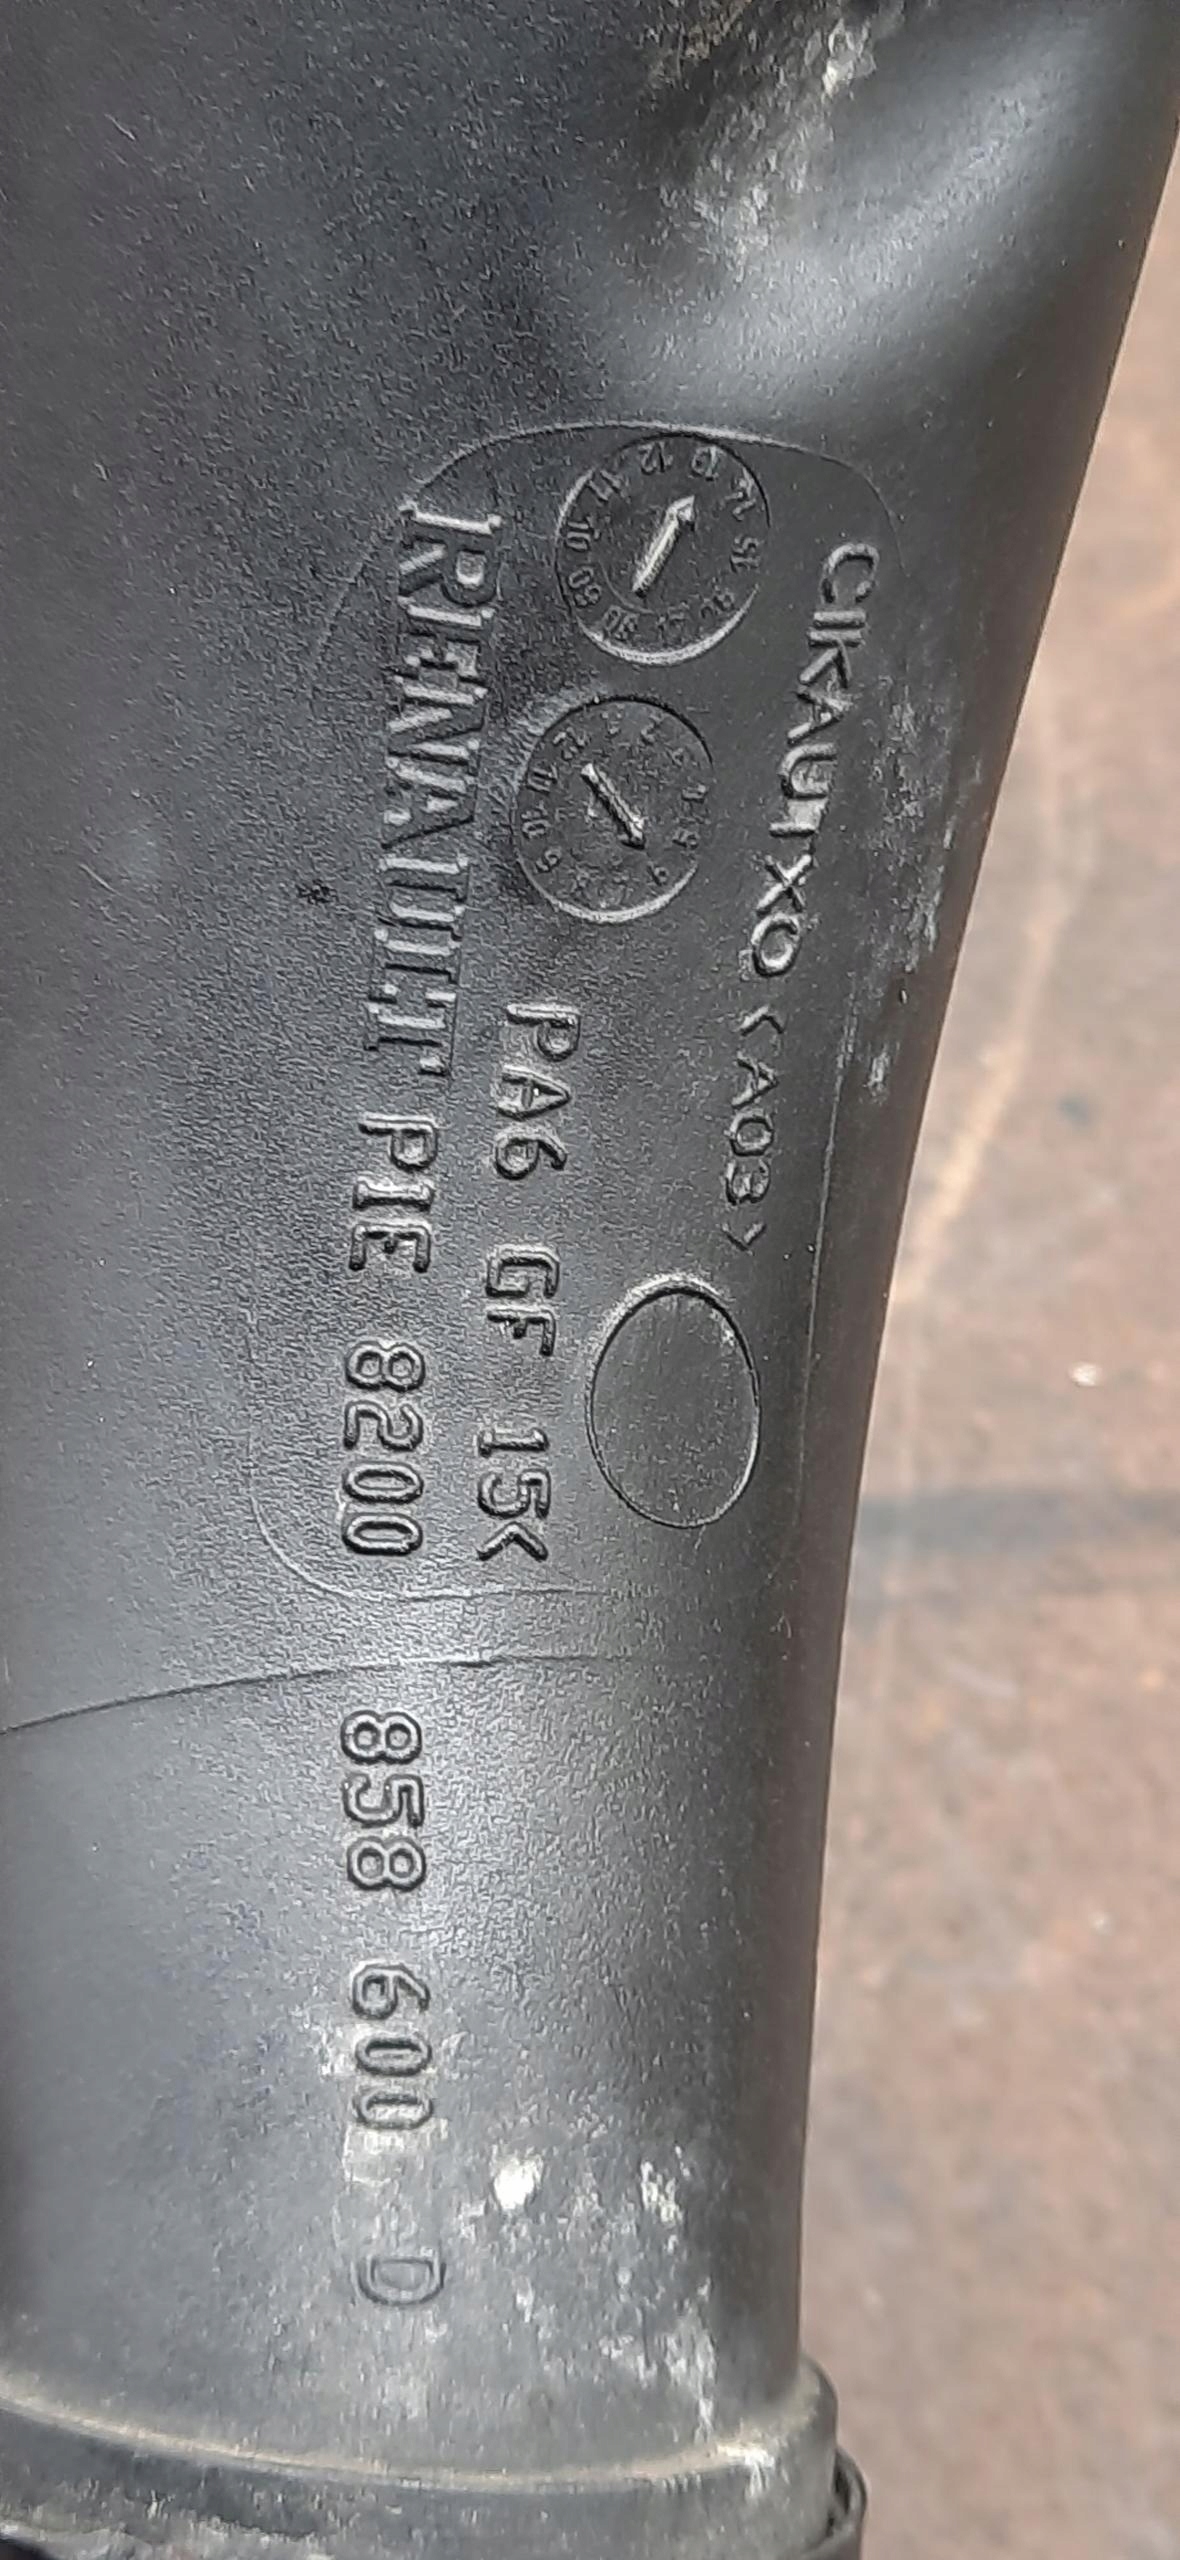 CIKAUTXO <A03>
PA6 GF 15<
RENAULT PIE 8200 858 600 D